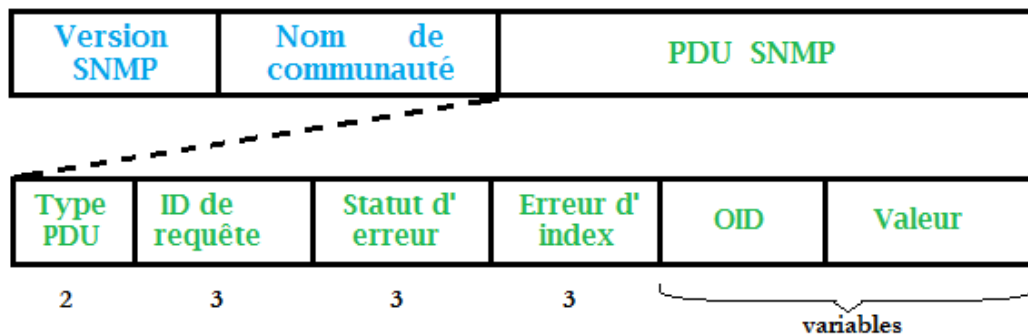 Version
SNMP
Nom de
communauté
PDU SNMP
Type
PDU
ID de
requête
Statut d'
erreur
Erreur d'
index
OID
Valeur
2
3
3
3
variables